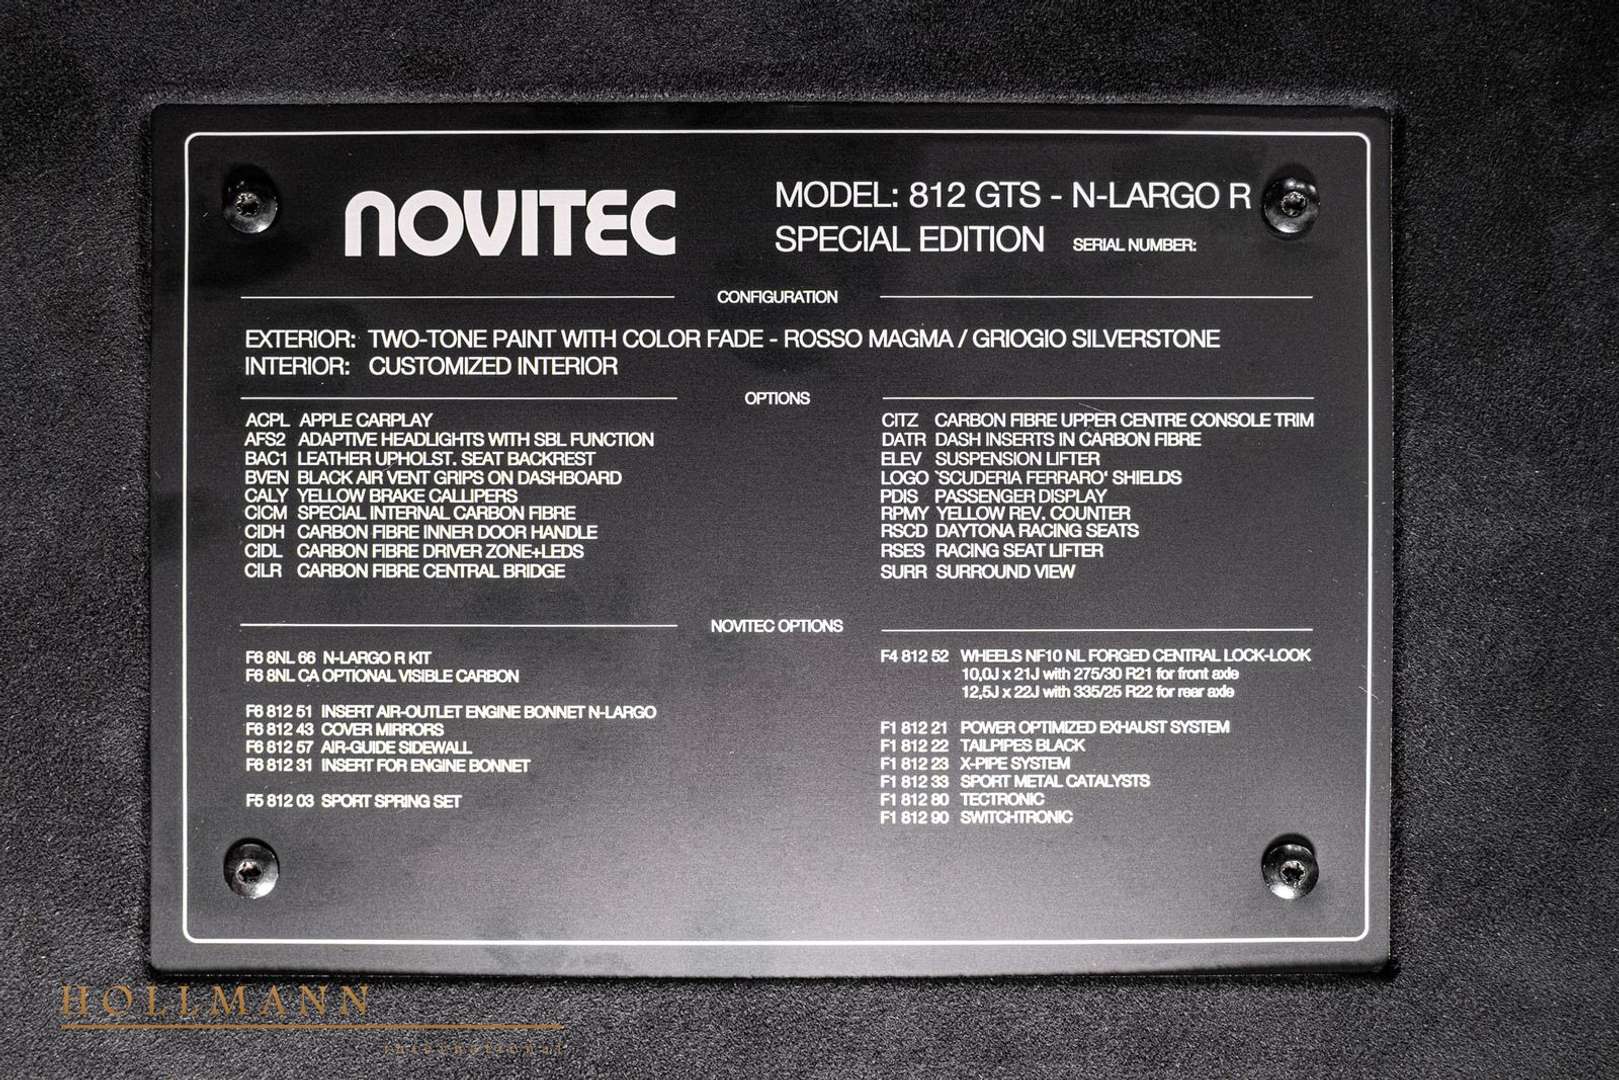 NOVITEC
MODEL: 812 GTS - N-LARGO R
SPECIAL EDITION SERIAL NUMBER:
CONFIGURATION
EXTERIOR: TWO-TONE PAINT WITH COLOR FADE - ROSSO MAGMA / GRIOGIO SILVERSTONE
INTERIOR: CUSTOMIZED INTERIOR
OPTIONS
ACPL APPLE CARPLAY
AFS2 ADAPTIVE HEADLIGHTS WITH SBL FUNCTION
BAC1 LEATHER UPHOLST. SEAT BACKREST
BVEN BLACK AIR VENT GRIPS ON DASHBOARD
CALY YELLOW BRAKE CALLIPERS
CICM SPECIAL INTERNAL CARBON FIBRE
CIDH CARBON FIBRE INNER DOOR HANDLE
CIDL CARBON FIBRE DRIVER ZONE+LEDS
CILR CARBON FIBRE CENTRAL BRIDGE
CITZ CARBON FIBRE UPPER CENTRE CONSOLE TRIM
DATR DASH INSERTS IN CARBON FIBRE
ELEV SUSPENSION LIFTER
LOGO `SCUDERIA FERRARO‘ SHIELDS
PDIS PASSENGER DISPLAY
RPMY YELLOW REV. COUNTER
RSCD DAYTONA RACING SEATS
RSES RACING SEAT LIFTER
SURR SURROUND VIEW
NOVITEC OPTIONS
F6 8NL 66 N-LARGO R KIT
F6 8NL CA OPTIONAL VISIBLE CARBON
F6 812 51 INSERT AIR-OUTLET ENGINE BONNET N-LARGO
F6 812 43 COVER MIRRORS
F6 812 57 AIR-GUIDE SIDEWALL
F6 812 31 INSERT FOR ENGINE BONNET
F5 812 03 SPORT SPRING SET
F4 812 52 WHEELS NF10 NL FORGED CENTRAL LOCK-LOOK
10,0J x 21J with 275/30 R21 for front axle
12,5J x 22J with 335/25 R22 for rear axle
F1 812 21 POWER OPTIMIZED EXHAUST SYSTEM
F1 812 22 TAILPIPES BLACK
F1 812 23 X-PIPE SYSTEM
F1 812 33 SPORT METAL CATALYSTS
F1 812 80 TECTRONIC
F1 812 90 SWITCHTRONIC
HOLLMANN
international